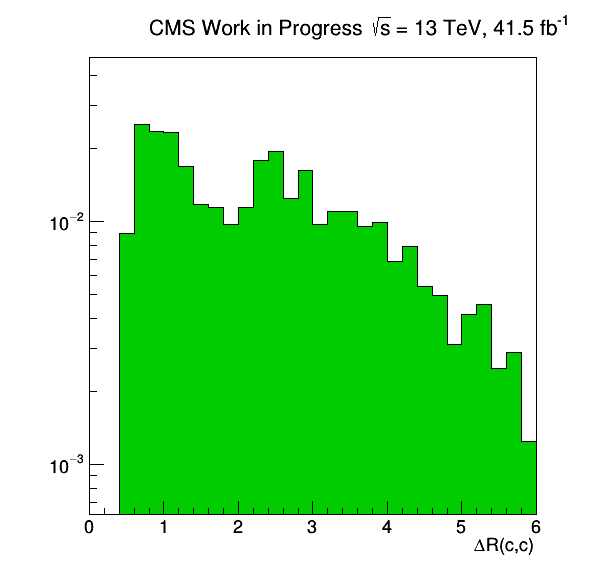 CMS Work in Progress √s = 13 TeV, 41.5 fb⁻¹
10⁻²
10⁻³
0 1 2 3 4 5 6
ΔR(c,c)